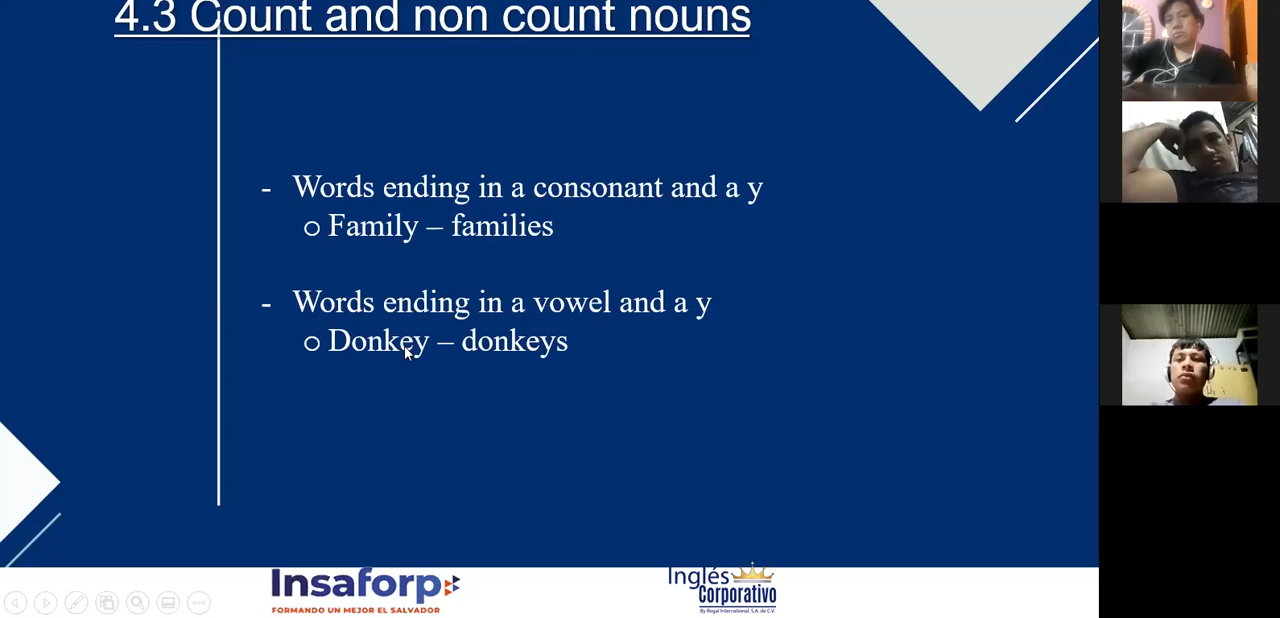 4.3 Count and non count nouns
- Words ending in a consonant and a y
o Family – families
- Words ending in a vowel and a y
o Donkey – donkeys
Insaforp
FORMANDO UN MEJOR EL SALVADOR
Inglés
Corporativo
By Regal International, S.A. de C.V.